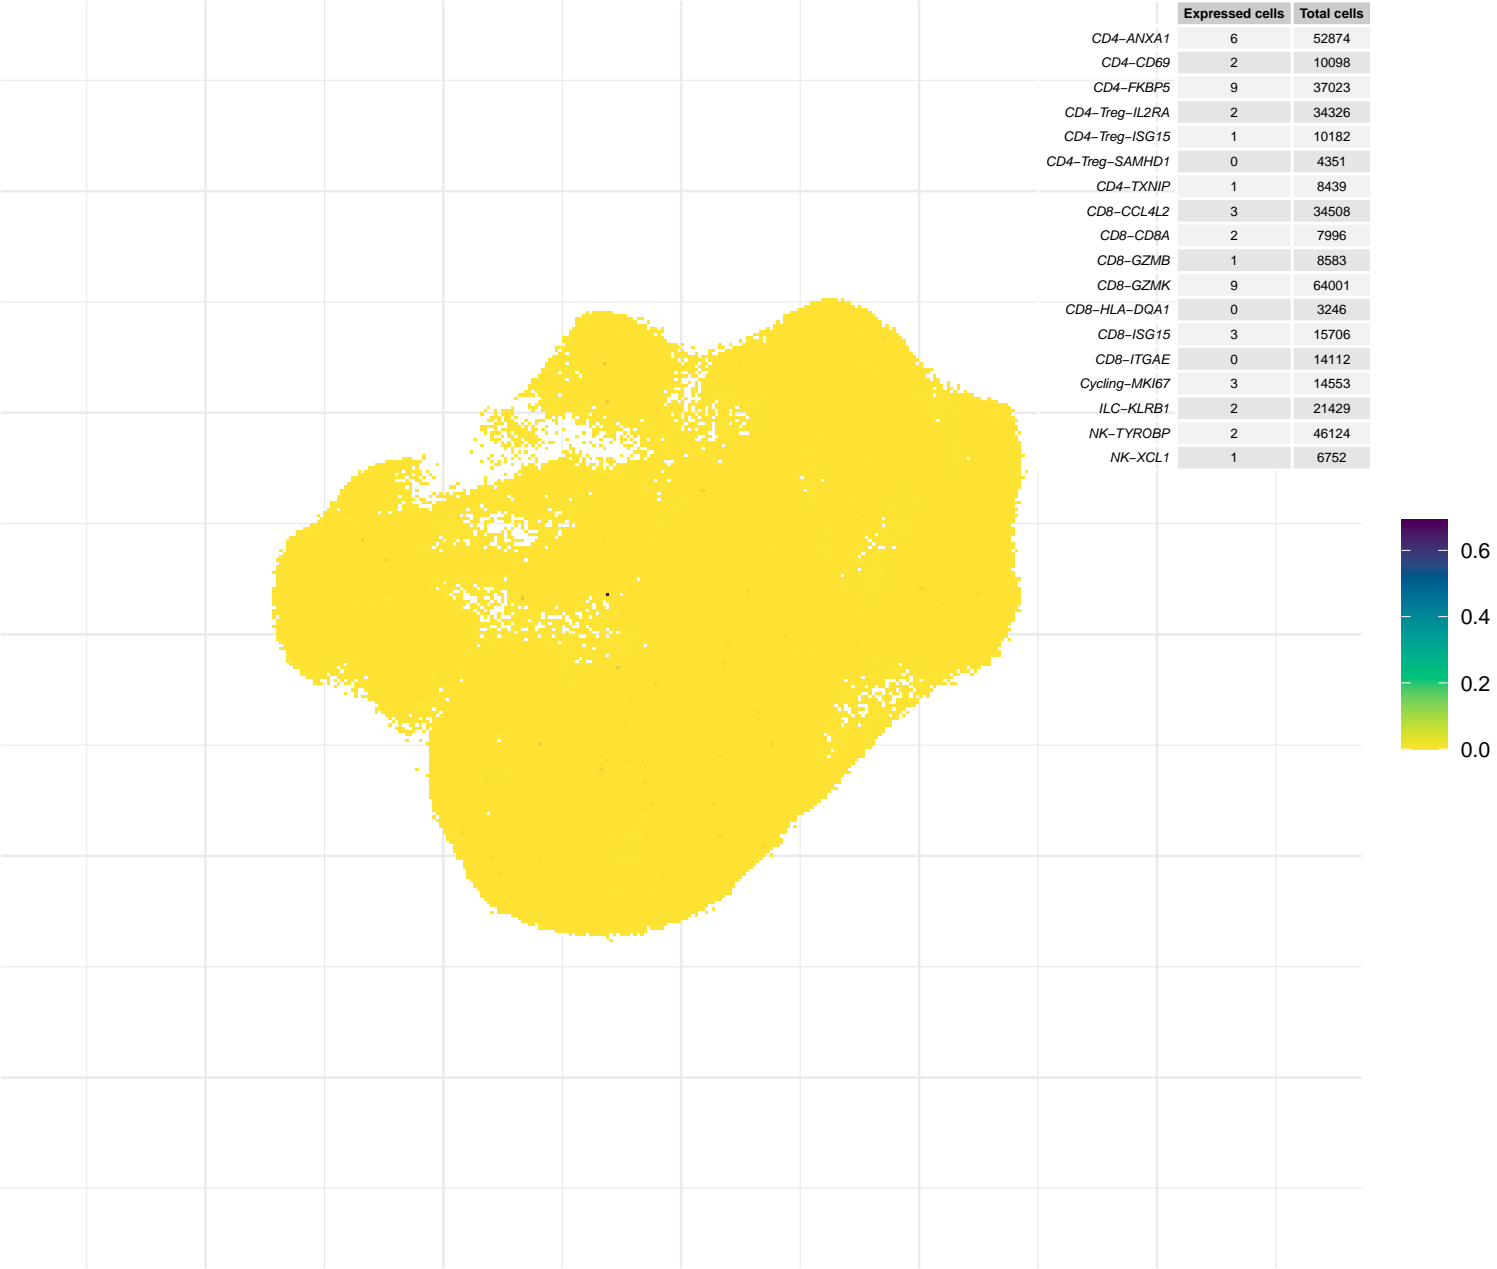 Expressed cells Total cells
CD4−ANXA1 6 52874
CD4−CD69 2 10098
CD4−FKBP5 9 37023
CD4−Treg−IL2RA 2 34326
CD4−Treg−ISG15 1 10182
CD4−Treg−SAMHD1 0 4351
CD4−TXNIP 1 8439
CD8−CCL4L2 3 34508
CD8−CD8A 2 7996
CD8−GZMB 1 8583
CD8−GZMK 9 64001
CD8−HLA−DQA1 0 3246
CD8−ISG15 3 15706
CD8−ITGAE 0 14112
Cycling−MKI67 3 14553
ILC−KLRB1 2 21429
NK−TYROBP 2 46124
NK−XCL1 1 6752
0.6
0.4
0.2
0.0